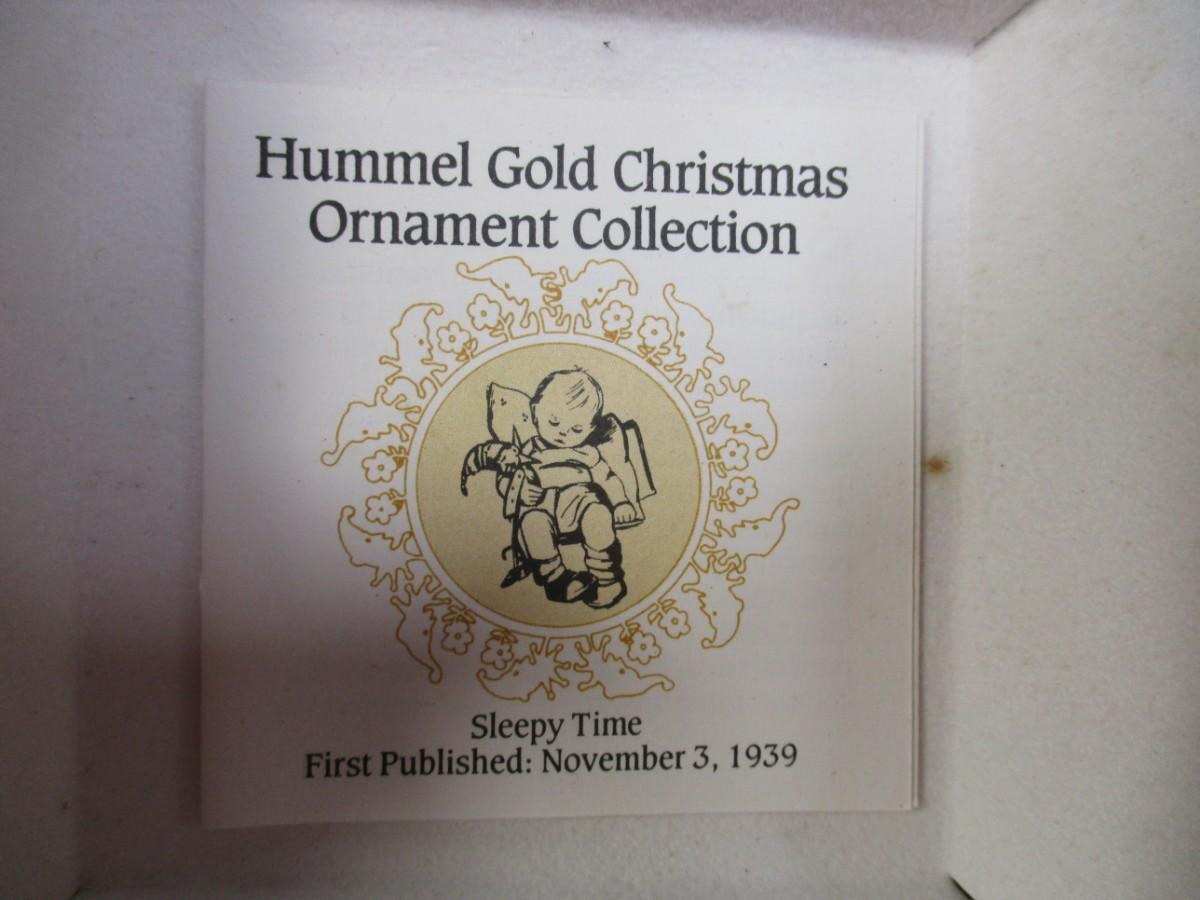 Hummel Gold Christmas
Ornament Collection
Sleepy Time
First Published: November 3, 1939